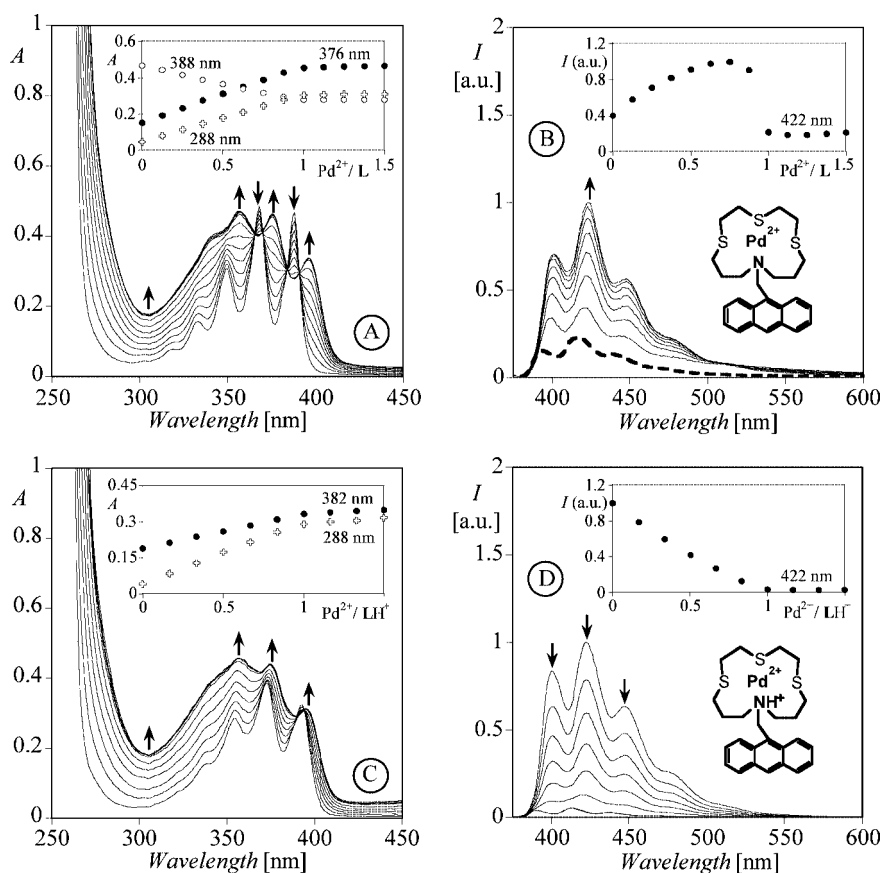 1
0.8
0.6
0.4
0.2
0
A
0.6
A
0.4
0.2
0
388 nm
376 nm
288 nm
0
0.5
1
1.5
Pd²⁺/ L
A
250
300
350
400
450
Wavelength [nm]
2
I
[a.u.]
1.5
1
0.5
0
1.2
I (a.u.)
0.8
0.4
0
422 nm
0
0.5
1
1.5
Pd²⁺/ L
B
S
S
Pd²⁺
S
N
400
450
500
550
600
Wavelength [nm]
1
A
0.8
0.6
0.4
0.2
0
0.45
A
0.3
0.15
0
382 nm
288 nm
0
0.5
1
Pd²⁺/ LH⁺
C
250
300
350
400
450
Wavelength [nm]
2
I
[a.u.]
1.5
1
0.5
0
1.2
I (a.u.)
0.8
0.4
0
422 nm
0
0.5
1
Pd²⁻/ LH⁻
D
S
S
Pd²⁺
S
NH⁺
400
450
500
550
600
Wavelength [nm]